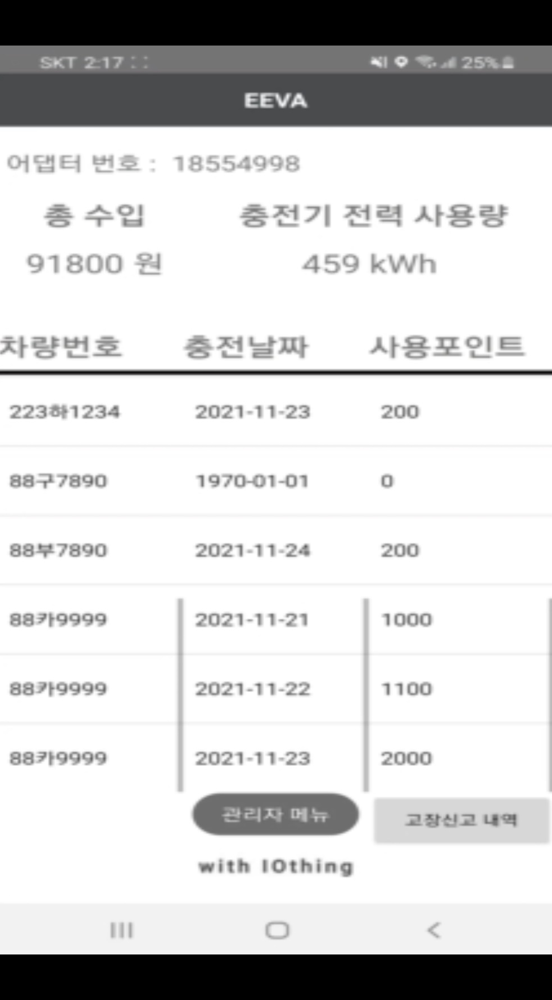 SKT 2:17 25%
EEVA
어댑터 번호 : 18554998
총 수입 충전기 전력 사용량
91800 원 459 kWh
차량번호 충전날짜 사용포인트
223하1234 2021-11-23 200
88구7890 1970-01-01 0
88부7890 2021-11-24 200
88카9999 2021-11-21 1000
88카9999 2021-11-22 1100
88카9999 2021-11-23 2000
관리자 메뉴 고장신고 내역
with IOthing